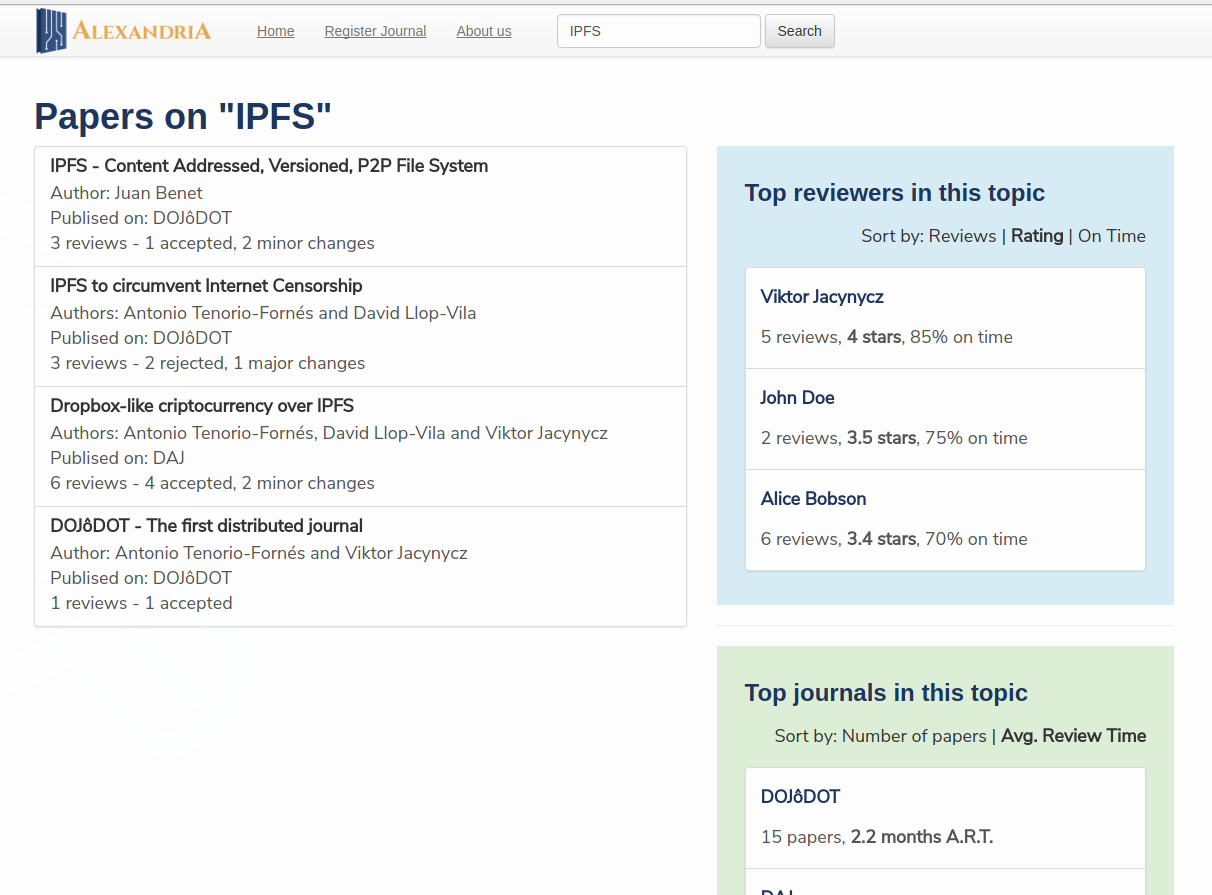 ALEXANDRIA Home Register Journal About us IPFS Search
Papers on "IPFS"
IPFS - Content Addressed, Versioned, P2P File System
Author: Juan Benet
Publised on: DOJôDOT
3 reviews - 1 accepted, 2 minor changes
IPFS to circumvent Internet Censorship
Authors: Antonio Tenorio-Fornés and David Llop-Vila
Publised on: DOJôDOT
3 reviews - 2 rejected, 1 major changes
Dropbox-like criptocurrency over IPFS
Authors: Antonio Tenorio-Fornés, David Llop-Vila and Viktor Jacynycz
Publised on: DAJ
6 reviews - 4 accepted, 2 minor changes
DOJôDOT - The first distributed journal
Author: Antonio Tenorio-Fornés and Viktor Jacynycz
Publised on: DOJôDOT
1 reviews - 1 accepted
Top reviewers in this topic
Sort by: Reviews | Rating | On Time
Viktor Jacynycz
5 reviews, 4 stars, 85% on time
John Doe
2 reviews, 3.5 stars, 75% on time
Alice Bobson
6 reviews, 3.4 stars, 70% on time
Top journals in this topic
Sort by: Number of papers | Avg. Review Time
DOJôDOT
15 papers, 2.2 months A.R.T.